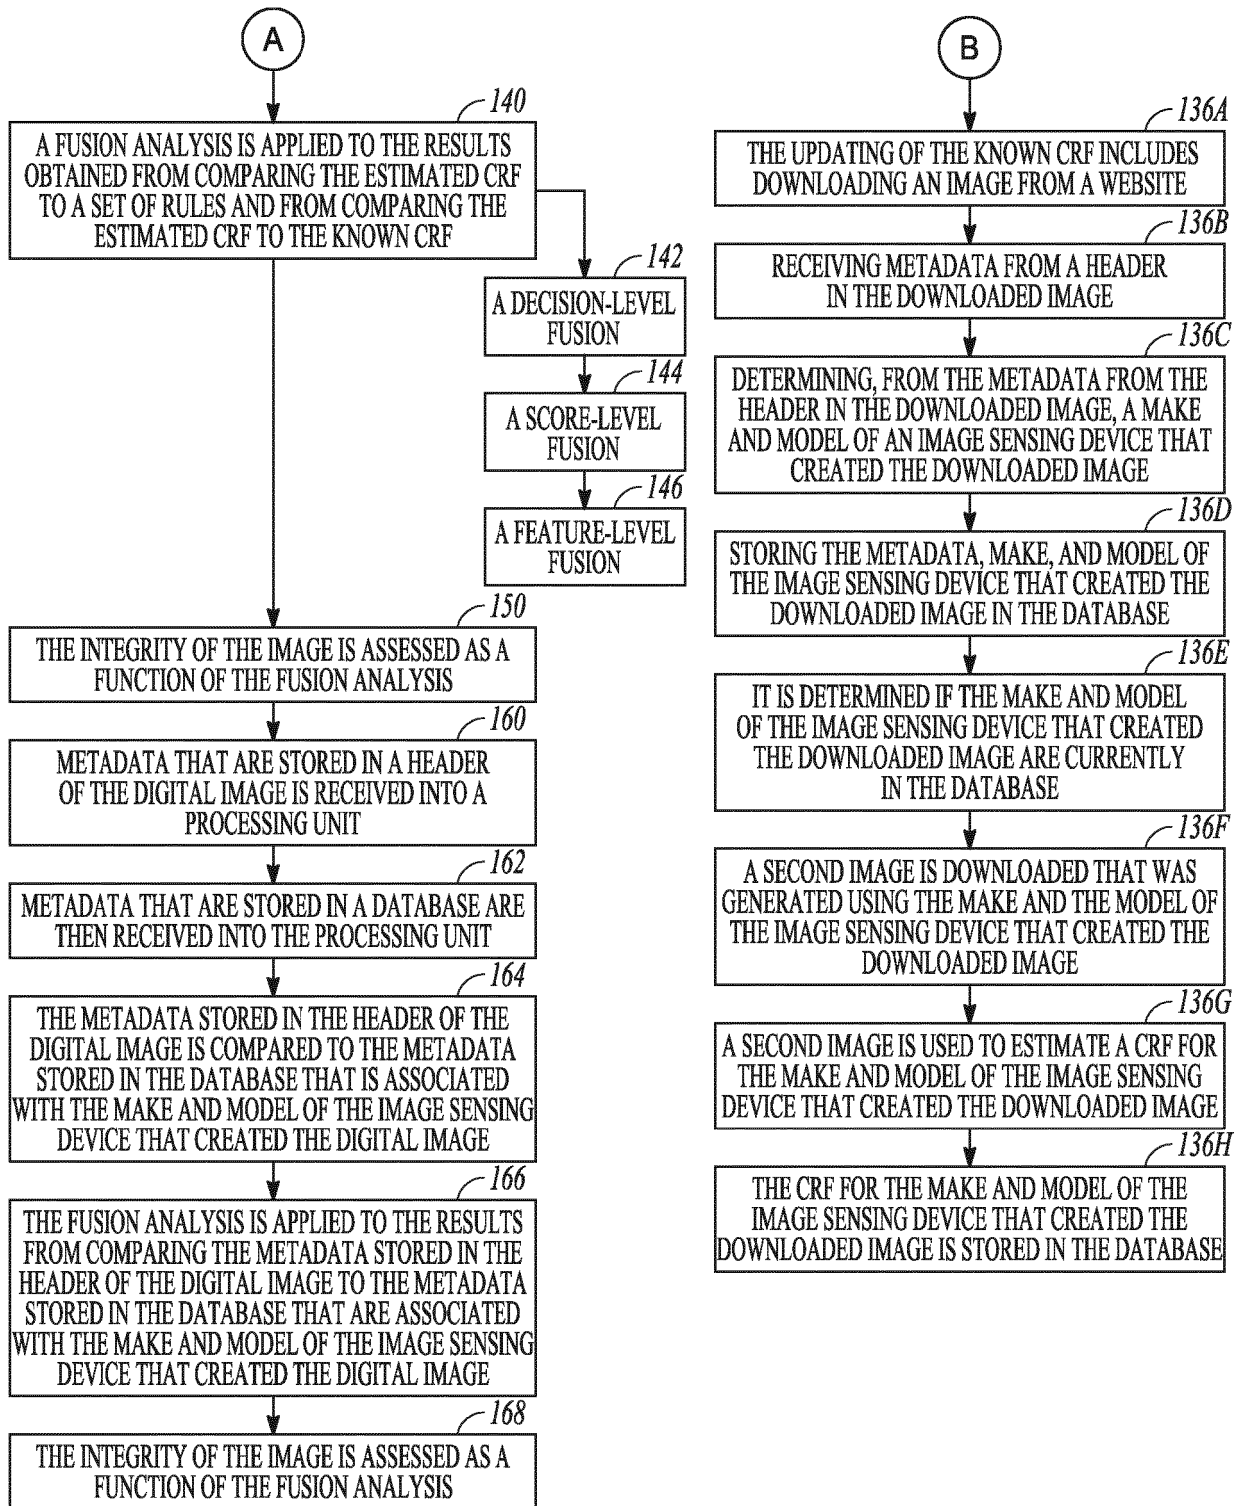 A
140
A FUSION ANALYSIS IS APPLIED TO THE RESULTS
OBTAINED FROM COMPARING THE ESTIMATED CRF
TO A SET OF RULES AND FROM COMPARING THE
ESTIMATED CRF TO THE KNOWN CRF
142
A DECISION-LEVEL
FUSION
144
A SCORE-LEVEL
FUSION
146
A FEATURE-LEVEL
FUSION
150
THE INTEGRITY OF THE IMAGE IS ASSESSED AS A
FUNCTION OF THE FUSION ANALYSIS
160
METADATA THAT ARE STORED IN A HEADER
OF THE DIGITAL IMAGE IS RECEIVED INTO A
PROCESSING UNIT
162
METADATA THAT ARE STORED IN A DATABASE ARE
THEN RECEIVED INTO THE PROCESSING UNIT
164
THE METADATA STORED IN THE HEADER OF THE
DIGITAL IMAGE IS COMPARED TO THE METADATA
STORED IN THE DATABASE THAT IS ASSOCIATED
WITH THE MAKE AND MODEL OF THE IMAGE SENSING
DEVICE THAT CREATED THE DIGITAL IMAGE
166
THE FUSION ANALYSIS IS APPLIED TO THE RESULTS
FROM COMPARING THE METADATA STORED IN THE
HEADER OF THE DIGITAL IMAGE TO THE METADATA
STORED IN THE DATABASE THAT ARE ASSOCIATED
WITH THE MAKE AND MODEL OF THE IMAGE SENSING
DEVICE THAT CREATED THE DIGITAL IMAGE
168
THE INTEGRITY OF THE IMAGE IS ASSESSED AS A
FUNCTION OF THE FUSION ANALYSIS
B
136A
THE UPDATING OF THE KNOWN CRF INCLUDES
DOWNLOADING AN IMAGE FROM A WEBSITE
136B
RECEIVING METADATA FROM A HEADER
IN THE DOWNLOADED IMAGE
136C
DETERMINING, FROM THE METADATA FROM THE
HEADER IN THE DOWNLOADED IMAGE, A MAKE
AND MODEL OF AN IMAGE SENSING DEVICE THAT
CREATED THE DOWNLOADED IMAGE
136D
STORING THE METADATA, MAKE, AND MODEL OF
THE IMAGE SENSING DEVICE THAT CREATED THE
DOWNLOADED IMAGE IN THE DATABASE
136E
IT IS DETERMINED IF THE MAKE AND MODEL
OF THE IMAGE SENSING DEVICE THAT CREATED
THE DOWNLOADED IMAGE ARE CURRENTLY
IN THE DATABASE
136F
A SECOND IMAGE IS DOWNLOADED THAT WAS
GENERATED USING THE MAKE AND THE MODEL OF
THE IMAGE SENSING DEVICE THAT CREATED THE
DOWNLOADED IMAGE
136G
A SECOND IMAGE IS USED TO ESTIMATE A CRF FOR
THE MAKE AND MODEL OF THE IMAGE SENSING
DEVICE THAT CREATED THE DOWNLOADED IMAGE
136H
THE CRF FOR THE MAKE AND MODEL OF THE
IMAGE SENSING DEVICE THAT CREATED THE
DOWNLOADED IMAGE IS STORED IN THE DATABASE